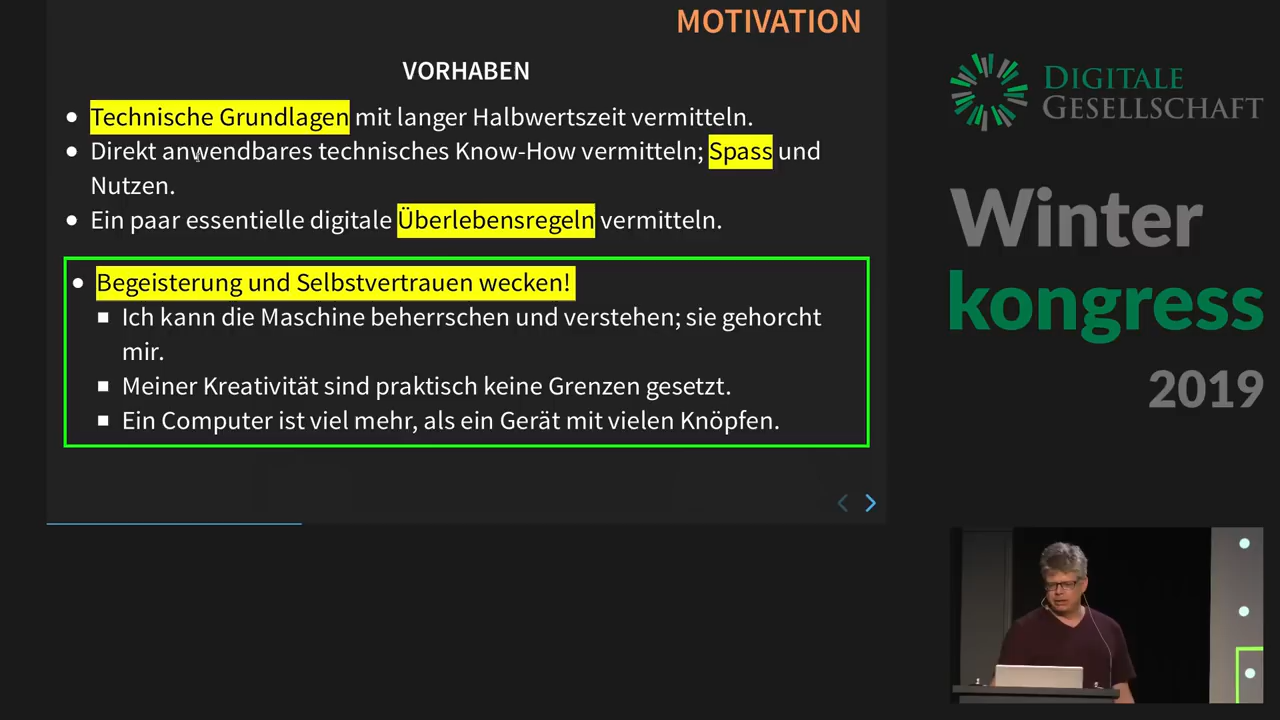 MOTIVATION
VORHABEN
Technische Grundlagen mit langer Halbwertszeit vermitteln.
Direkt anwendbares technisches Know-How vermitteln; Spass und
Nutzen.
Ein paar essentielle digitale Überlebensregeln vermitteln.
Begeisterung und Selbstvertrauen wecken!
Ich kann die Maschine beherrschen und verstehen; sie gehorcht
mir.
Meiner Kreativität sind praktisch keine Grenzen gesetzt.
Ein Computer ist viel mehr, als ein Gerät mit vielen Knöpfen.
DIGITALE
GESELLSCHAFT
Winter
kongress
2019